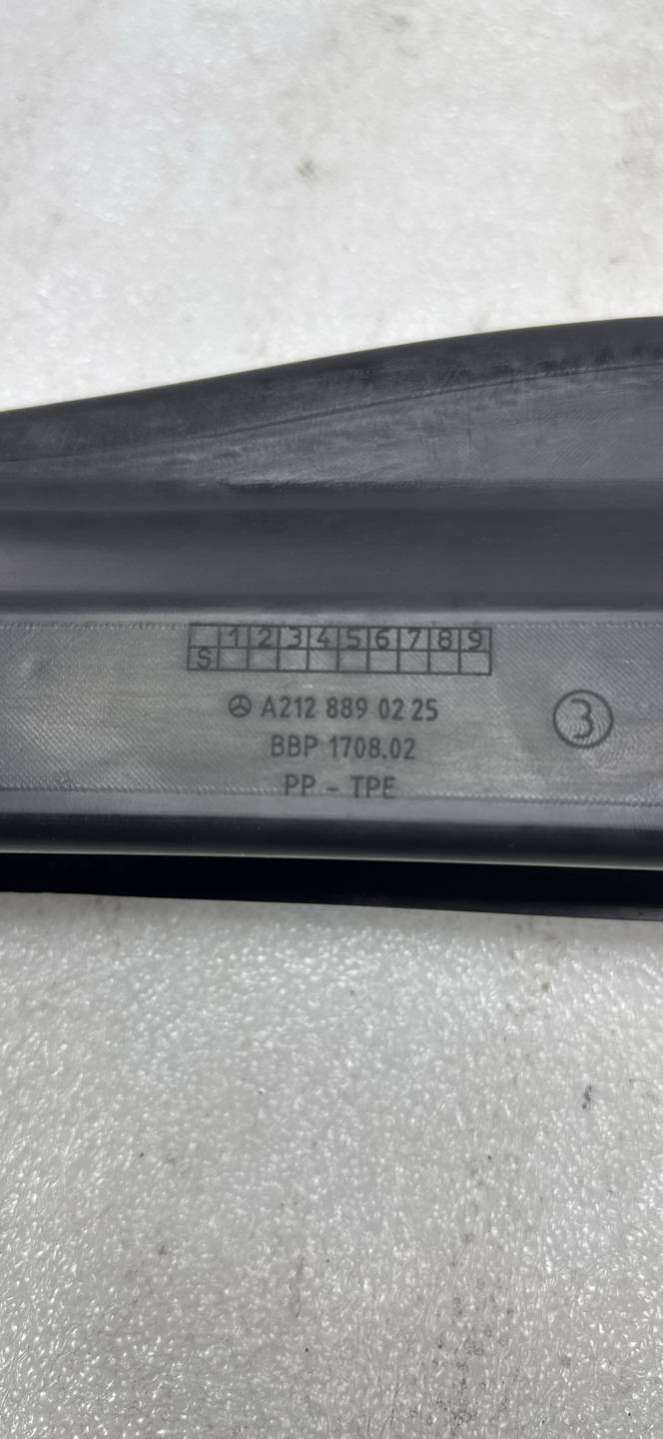 1 2 3 4 5 6 7 8 9
S
A212 889 02 25
3
BBP 1708.02
PP - TPE